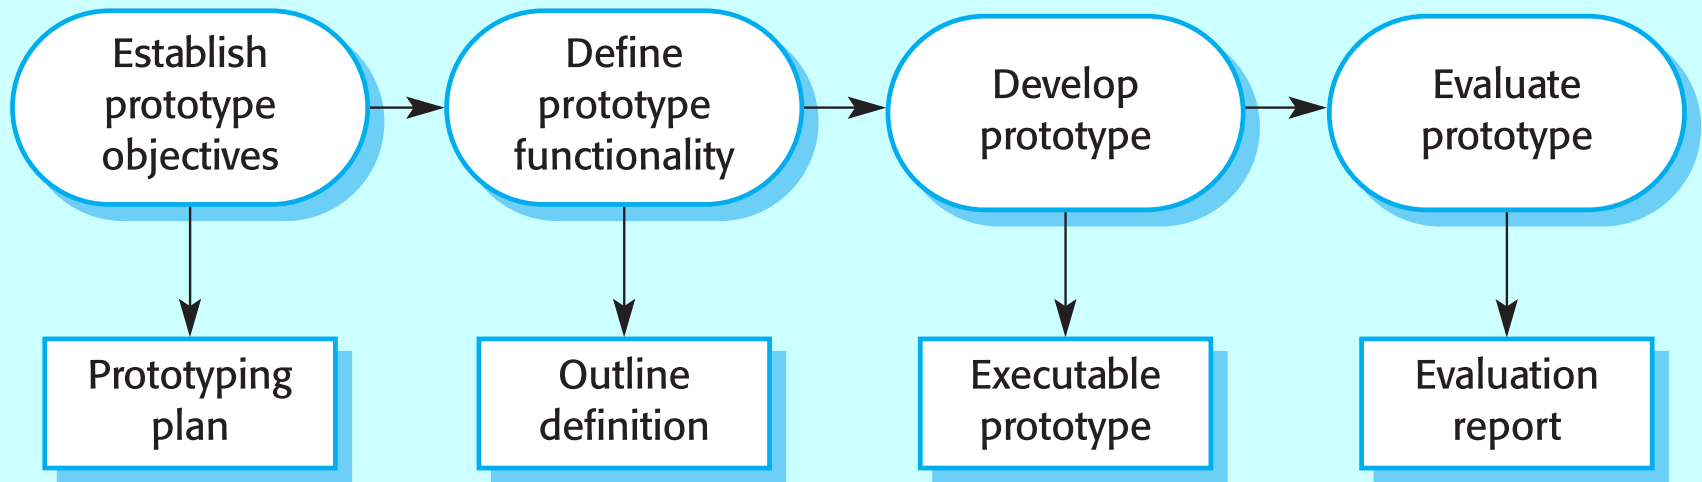 Establish
prototype
objectives
Define
prototype
functionality
Develop
prototype
Evaluate
prototype
Prototyping
plan
Outline
definition
Executable
prototype
Evaluation
report